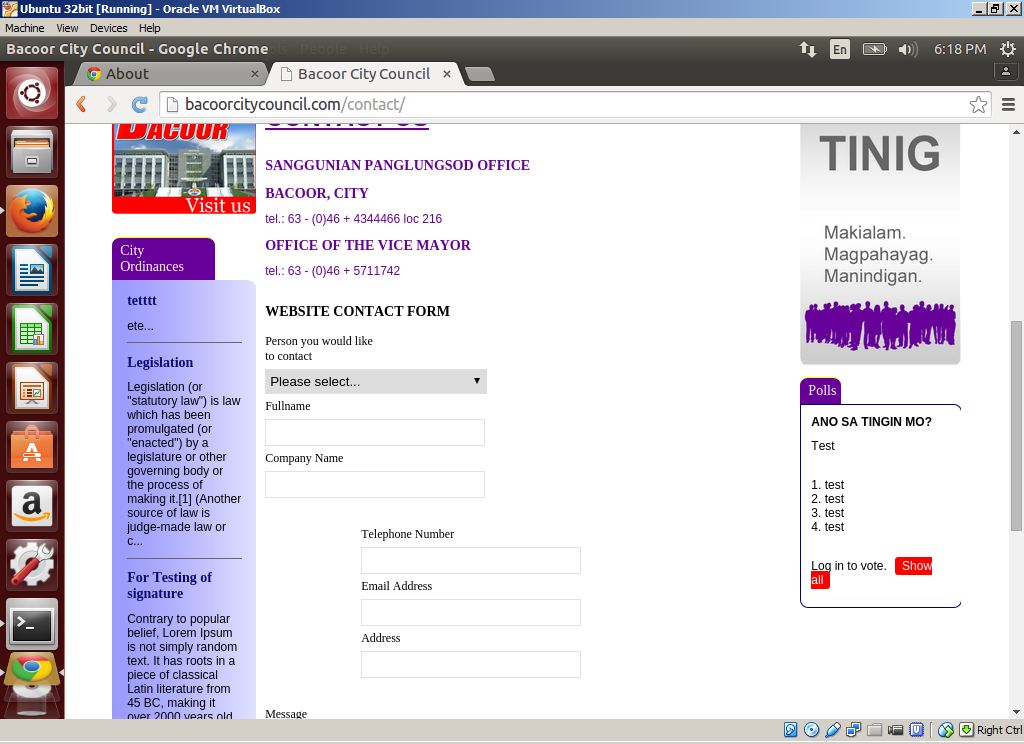 Ubuntu 32bit [Running] - Oracle VM VirtualBox
Machine View Devices Help
Bacoor City Council - Google Chrome
People Help
En
6:18 PM
About
Bacoor City Council
bacoorcitycouncil.com/contact/
BACOOR
Visit us
City
Ordinances
tetttt
ete...
Legislation
Legislation (or
"statutory law") is law
which has been
promulgated (or
"enacted") by a
legislature or other
governing body or
the process of
making it.[1] (Another
source of law is
judge-made law or
c...
For Testing of
signature
Contrary to popular
belief, Lorem Ipsum
is not simply random
text. It has roots in a
piece of classical
Latin literature from
45 BC, making it
over 2000 years old
CONTACT US
SANGGUNIAN PANGLUNGSOD OFFICE
BACOOR, CITY
tel.: 63 - (0)46 + 4344466 loc 216
OFFICE OF THE VICE MAYOR
tel.: 63 - (0)46 + 5711742
WEBSITE CONTACT FORM
Person you would like
to contact
Please select...
Fullname
Company Name
Telephone Number
Email Address
Address
Message
TINIG
Makialam.
Magpahayag.
Manindigan.
Polls
ANO SA TINGIN MO?
Test
1. test
2. test
3. test
4. test
Log in to vote. Show
all
Right Ctrl